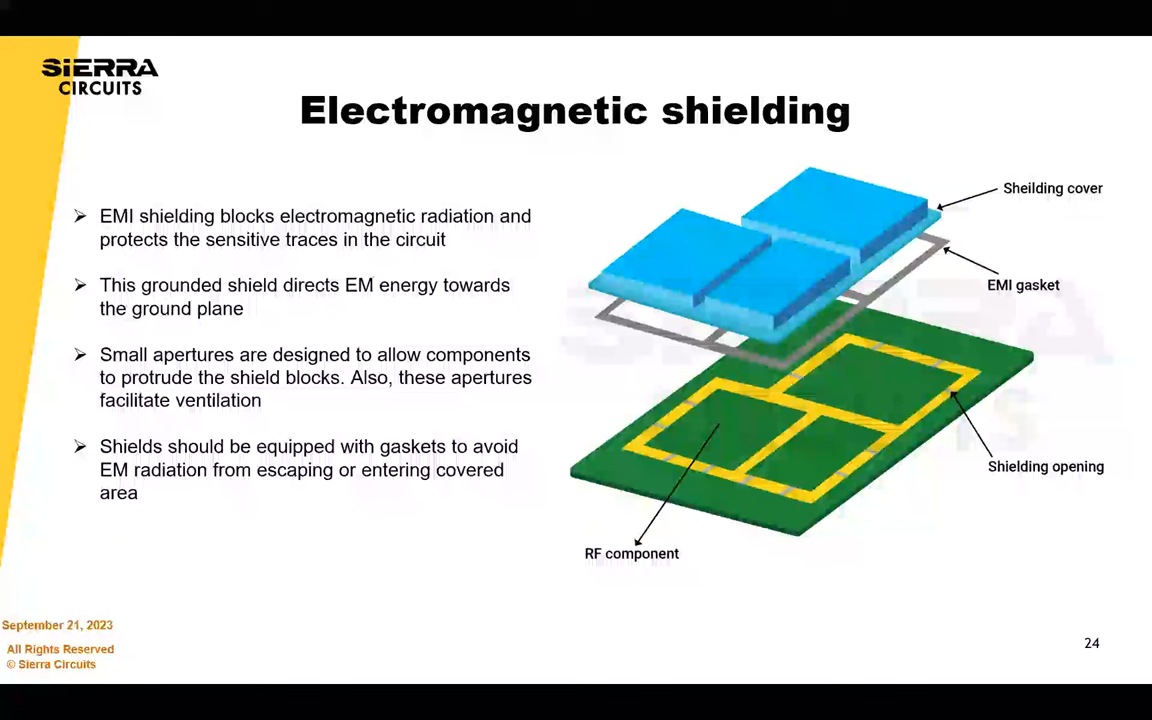 SIERRA
CIRCUITS
Electromagnetic shielding
➢ EMI shielding blocks electromagnetic radiation and
protects the sensitive traces in the circuit
➢ This grounded shield directs EM energy towards
the ground plane
➢ Small apertures are designed to allow components
to protrude the shield blocks. Also, these apertures
facilitate ventilation
➢ Shields should be equipped with gaskets to avoid
EM radiation from escaping or entering covered
area
Sheilding cover
EMI gasket
Shielding opening
RF component
September 21, 2023
All Rights Reserved
© Sierra Circuits
24